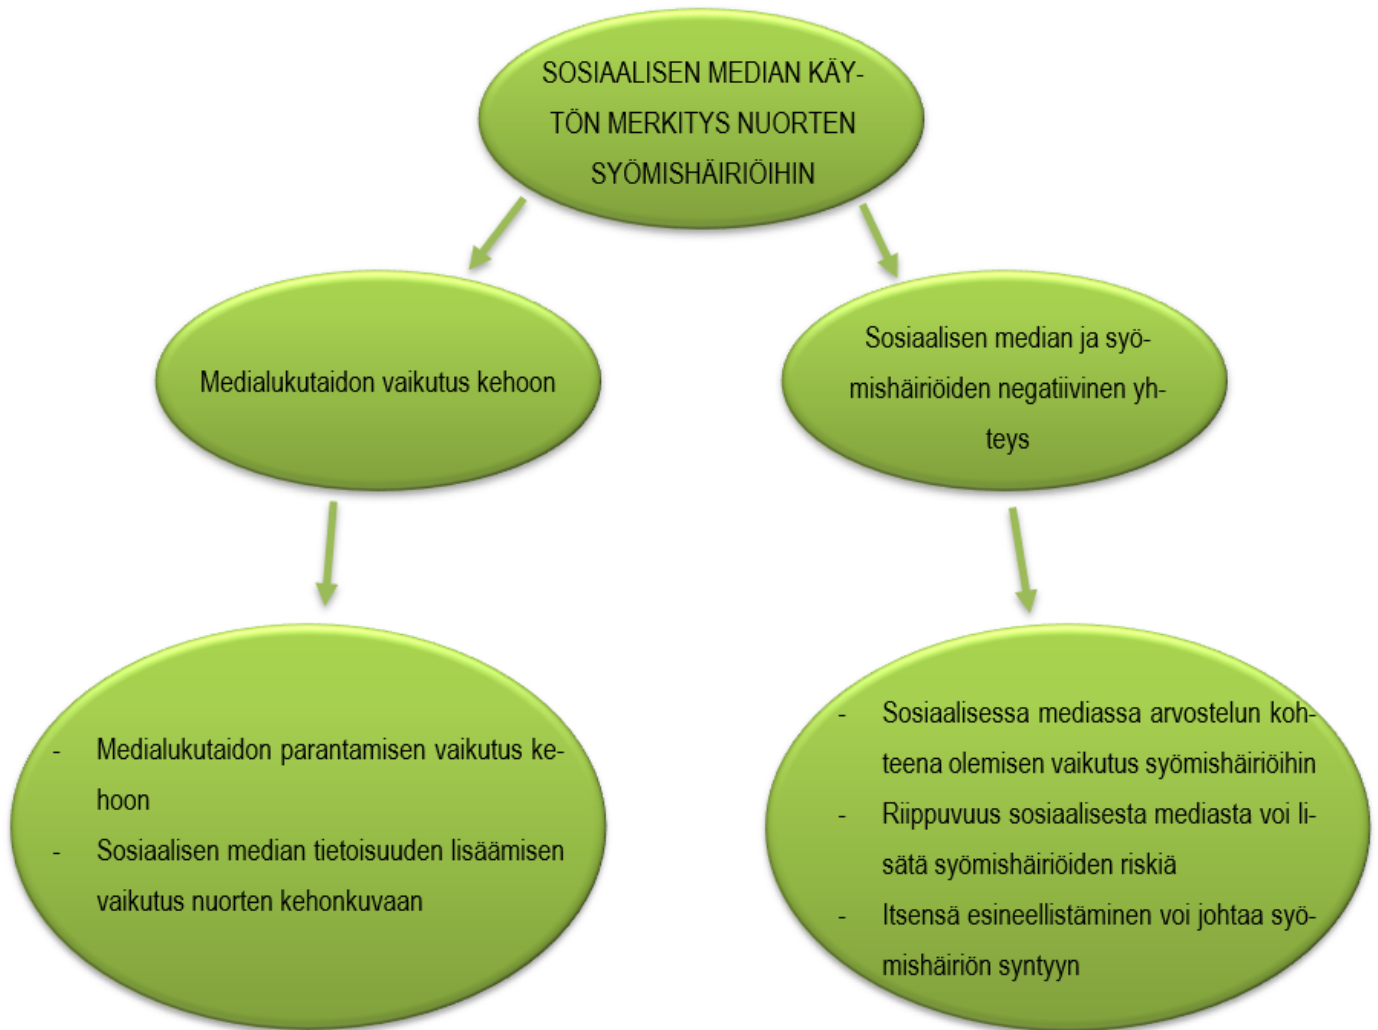 SOSIAALISEN MEDIAN KÄY-
TÖN MERKITYS NUORTEN
SYÖMISHÄIRIÖIHIN
Medialukutaidon vaikutus kehoon
Sosiaalisen median ja syö-
mishäiriöiden negatiivinen yh-
teys
- Medialukutaidon parantamisen vaikutus ke-
hoon
- Sosiaalisen median tietoisuuden lisäämisen
vaikutus nuorten kehonkuvaan
- Sosiaalisessa mediassa arvostelun koh-
teena olemisen vaikutus syömishäiriöihin
- Riippuvuus sosiaalisesta mediasta voi li-
sätä syömishäiriöiden riskiä
- Itsensä esineellistäminen voi johtaa syö-
mishäiriön syntyyn